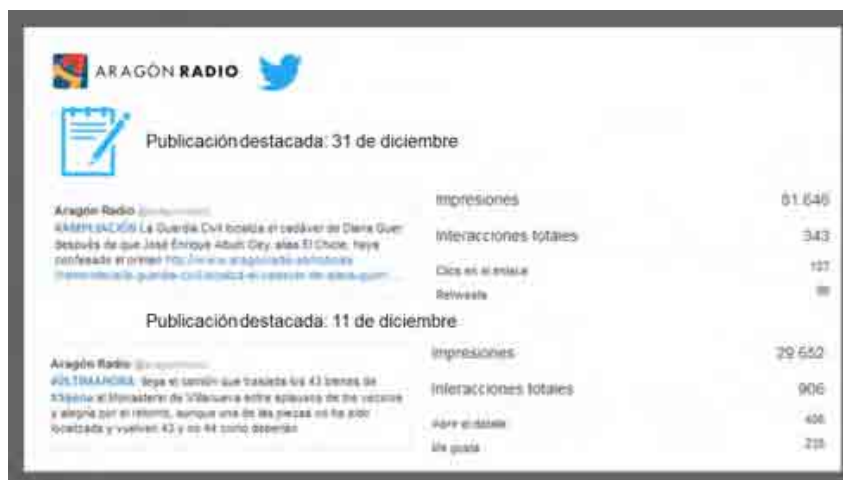 ARAGÓN RADIO
Publicación destacada: 31 de diciembre
Aragón Radio
#AMPLIACIÓN La Guardia Civil localiza el cadáver de Diana Quer
después de que José Enrique Abuín Gey, alias El Chicle, haya
confesado el crimen
Impresiones 81.646
Interacciones totales 343
Clics en el enlace 137
Retweets
Publicación destacada: 11 de diciembre
Aragón Radio
#ÚLTIMAHORA llega el camión que traslada los 43 bienes de
#Sijena al Monasterio de Villanueva entre aplausos de los vecinos
y alegría por el retorno, aunque una de las piezas no ha sido
localizada y vuelven 43 y no 44 como deberían
Impresiones 29.652
Interacciones totales 906
Abrir el detalle
Me gusta